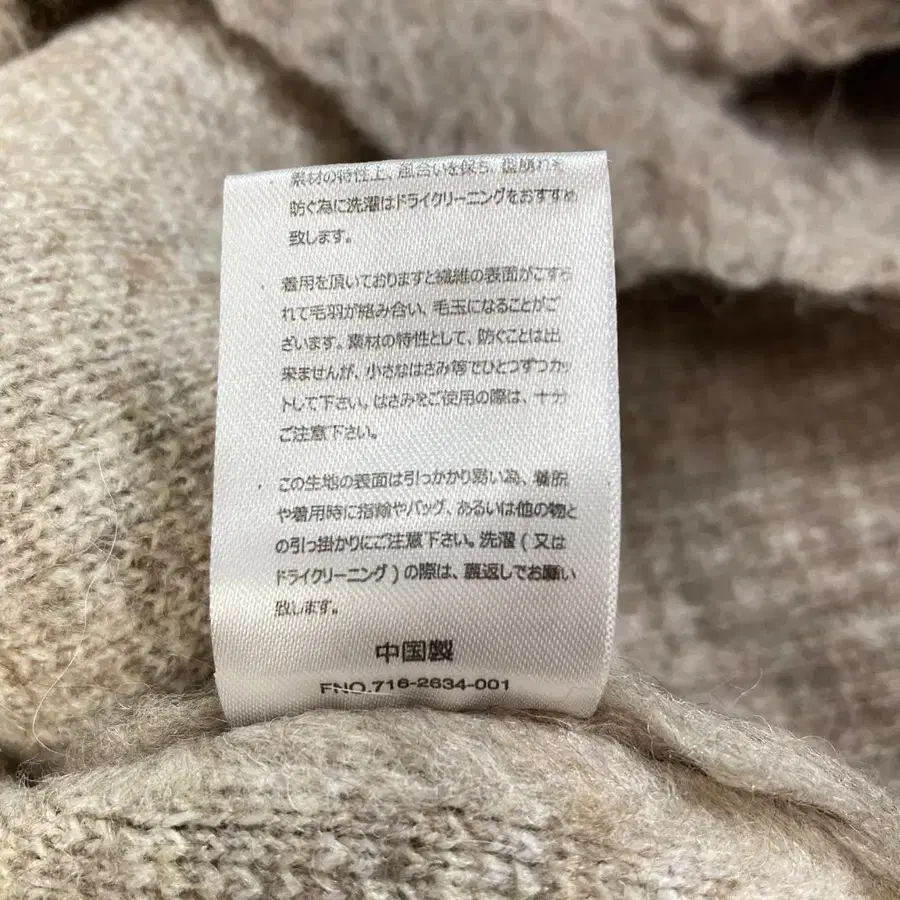 ・素材の特性上、風合いを保ち、型崩れを
防ぐ為に洗濯はドライクリーニングをおすすめ
致します。
・着用を頂いておりますと繊維の表面がこすら
れて毛羽が絡み合い、毛玉になることがご
ざいます。素材の特性として、防ぐことは出
来ませんが、小さなはさみ等でひとつずつカッ
トして下さい。はさみをご使用の際は、十分
ご注意下さい。
・この生地の表面は引っかかり易い為、着脱
や着用時に指輪やバッグ、あるいは他の物と
の引っ掛かりにご注意下さい。洗濯(又は
ドライクリーニング)の際は、裏返しでお願い
致します。
中国製
FNO.716-2634-001